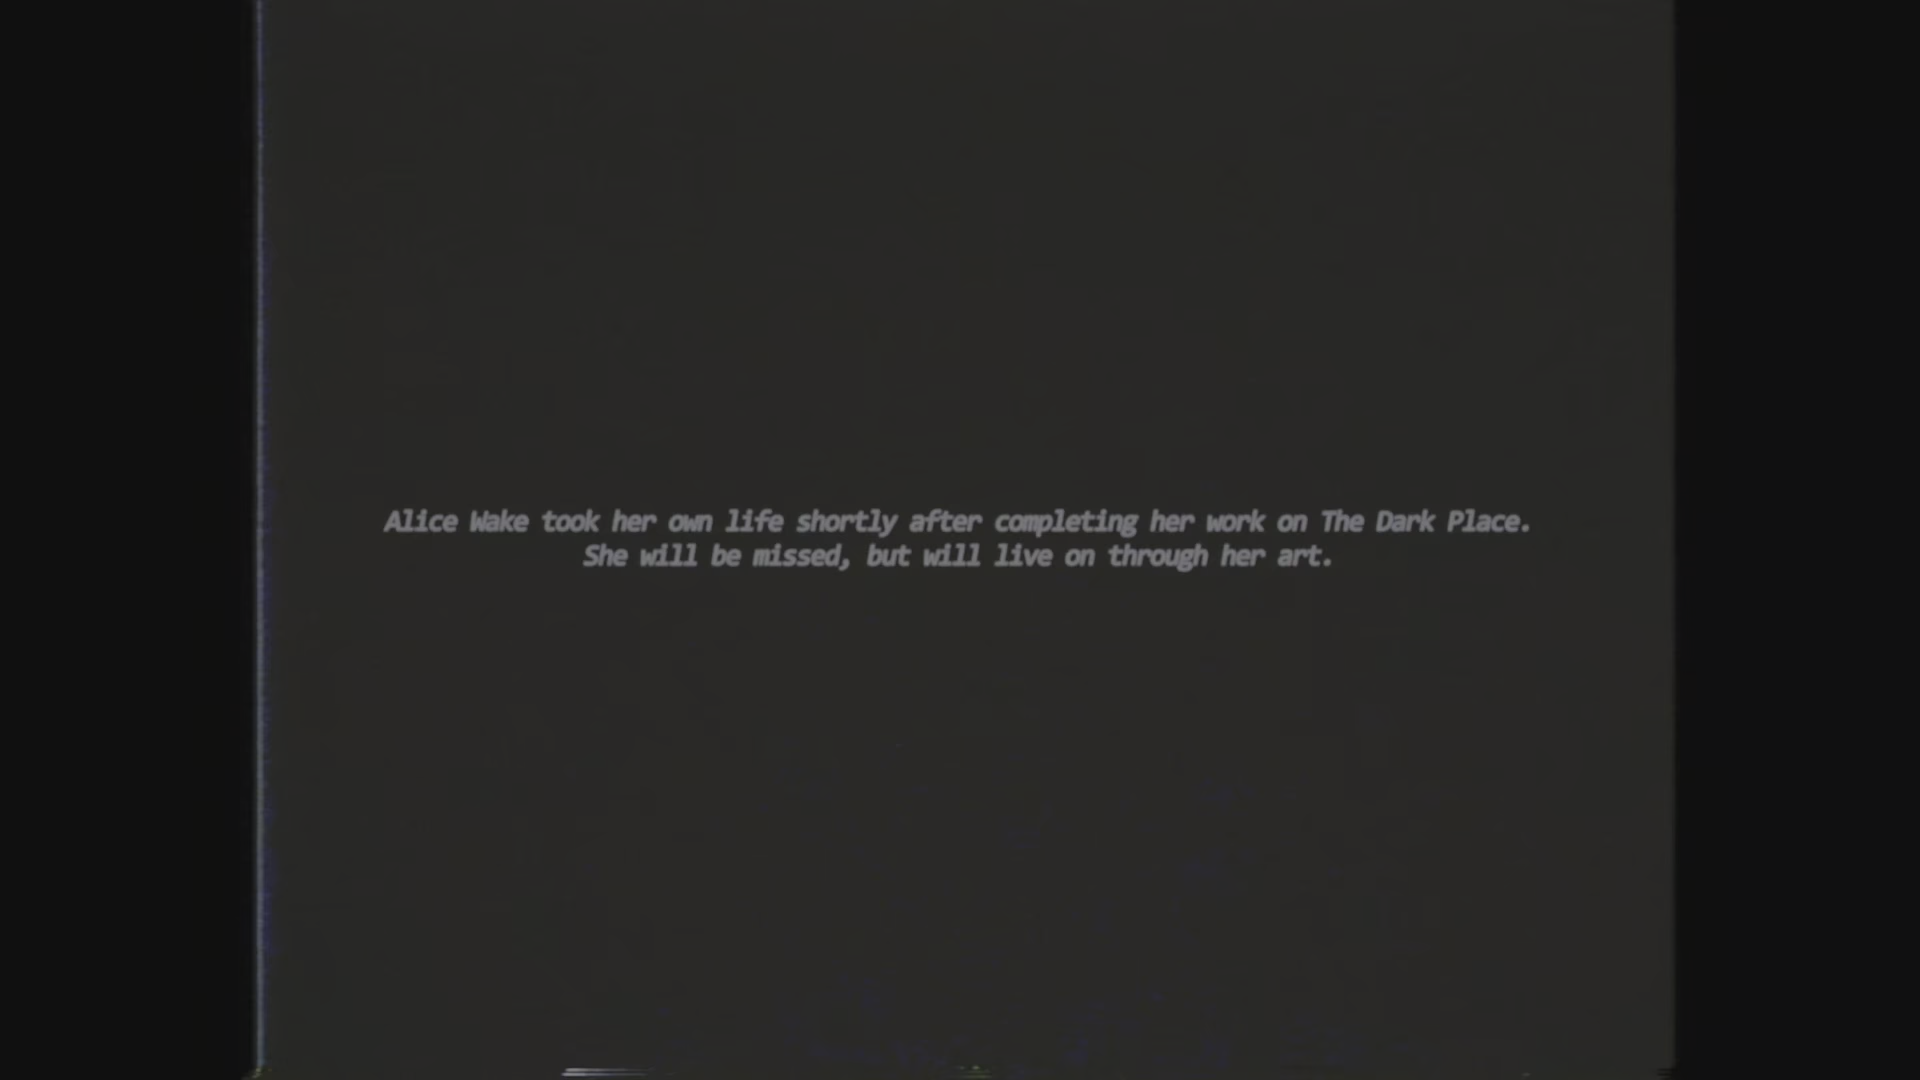 Alice Wake took her own life shortly after completing her work on The Dark Place.
She will be missed, but will live on through her art.